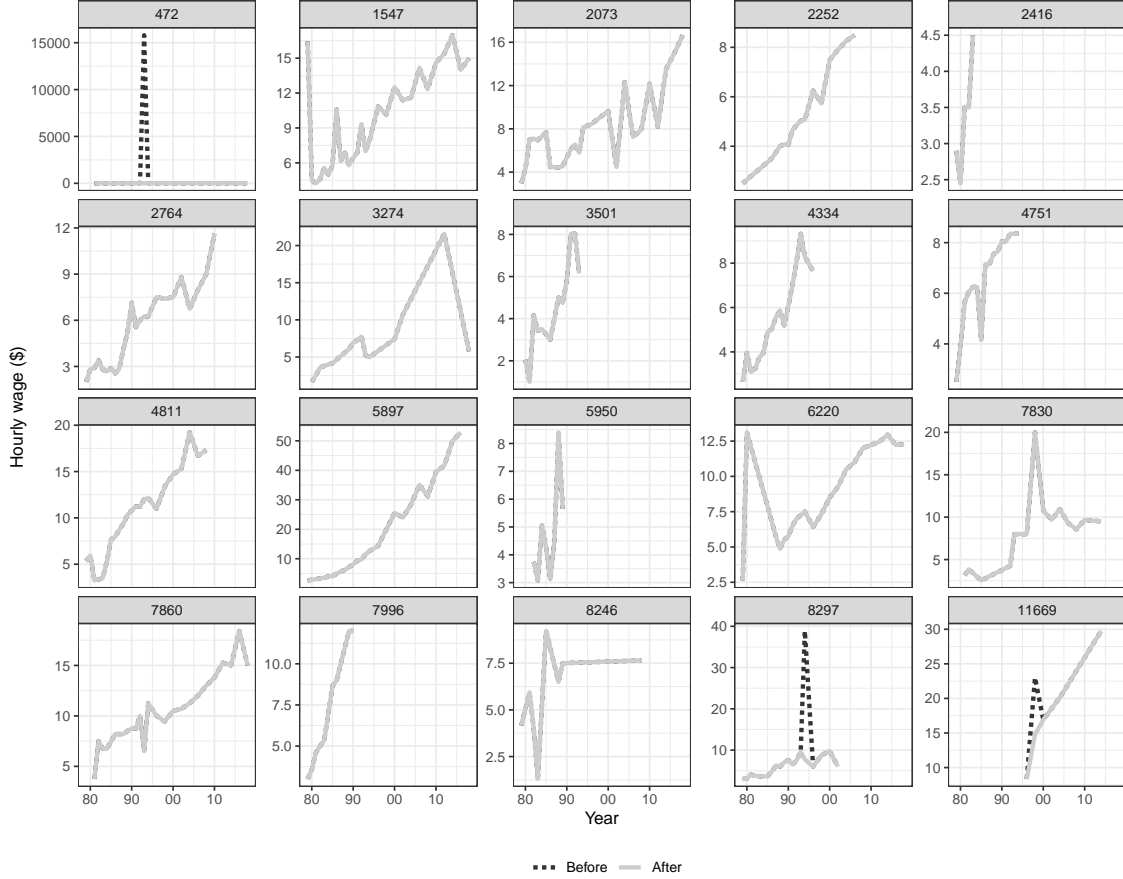 472 1547 2073 2252 2416
15000 10000 5000 0
15 12 9 6
16 12 8 4
8 6 4
4.5 4.0 3.5 3.0 2.5
2764 3274 3501 4334 4751
12 9 6 3
20 15 10 5
8 6 4 2
8 6 4
8 6 4
Hourly wage ($)
4811 5897 5950 6220 7830
20 15 10 5
50 40 30 20 10
8 7 6 5 4 3
12.5 10.0 7.5 5.0 2.5
20 15 10 5
7860 7996 8246 8297 11669
15 10 5
10.0 7.5 5.0
7.5 5.0 2.5
40 30 20 10
30 25 20 15 10
80 90 00 10 80 90 00 10 80 90 00 10 80 90 00 10 80 90 00 10
Year
Before After